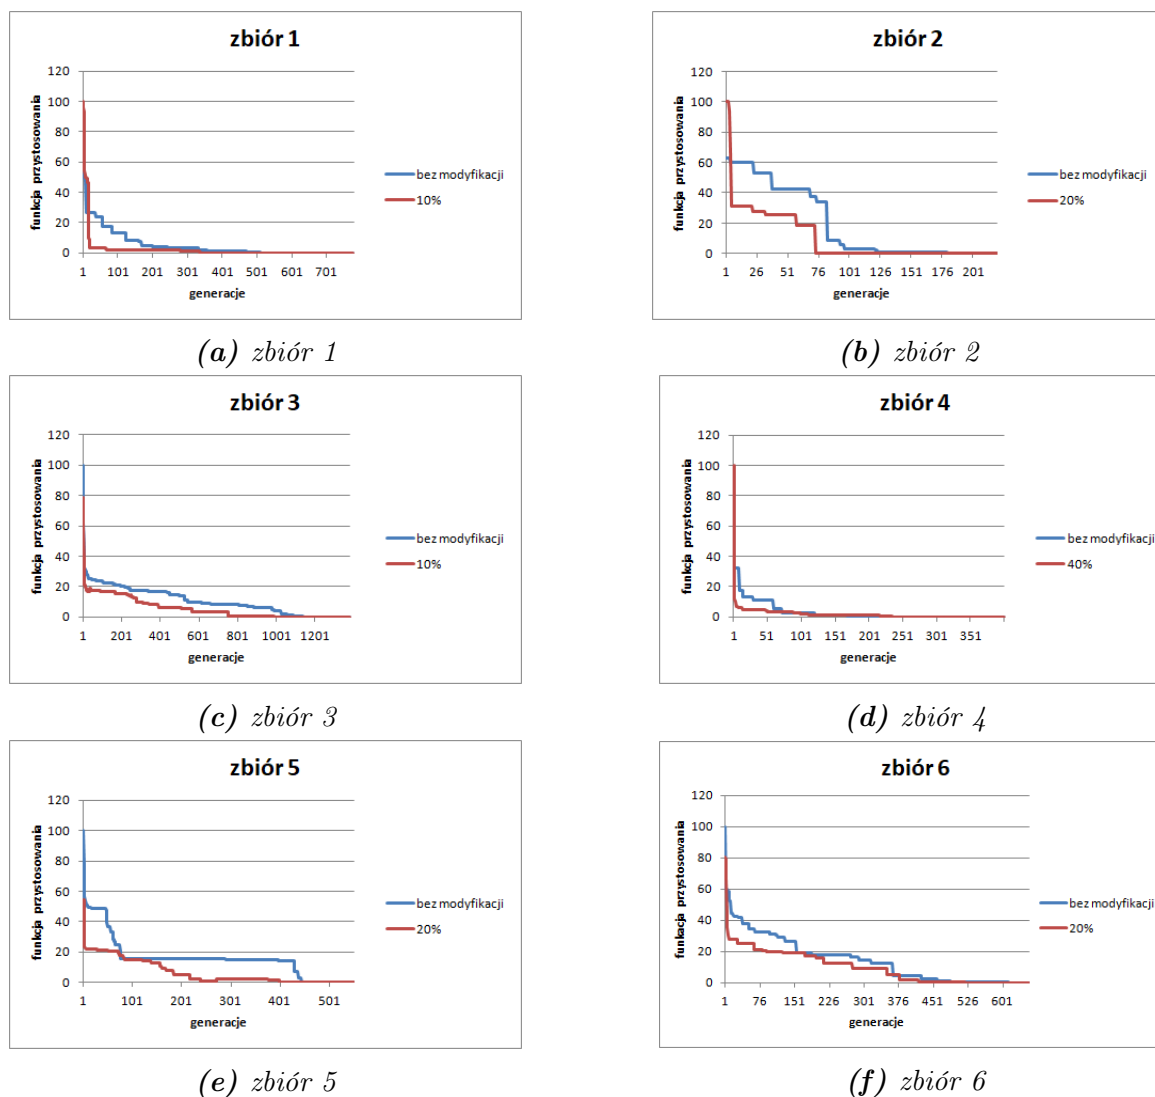 zbiór 1
120
100
80
60
40
20
0
funkcja przystosowania
1 101 201 301 401 501 601 701
generacje
bez modyfikacji
10%
(a) zbiór 1
zbiór 2
120
100
80
60
40
20
0
funkcja przystosowania
1 26 51 76 101 126 151 176 201
generacje
bez modyfikacji
20%
(b) zbiór 2
zbiór 3
120
100
80
60
40
20
0
funkcja przystosowania
1 201 401 601 801 1001 1201
generacje
bez modyfikacji
10%
(c) zbiór 3
zbiór 4
120
100
80
60
40
20
0
funkcja przystosowania
1 51 101 151 201 251 301 351
generacje
bez modyfikacji
40%
(d) zbiór 4
zbiór 5
120
100
80
60
40
20
0
funkcja przystosowania
1 101 201 301 401 501
generacje
bez modyfikacji
20%
(e) zbiór 5
zbiór 6
120
100
80
60
40
20
0
funkacja przystosowania
1 76 151 226 301 376 451 526 601
generacje
bez modyfikacji
20%
(f) zbiór 6